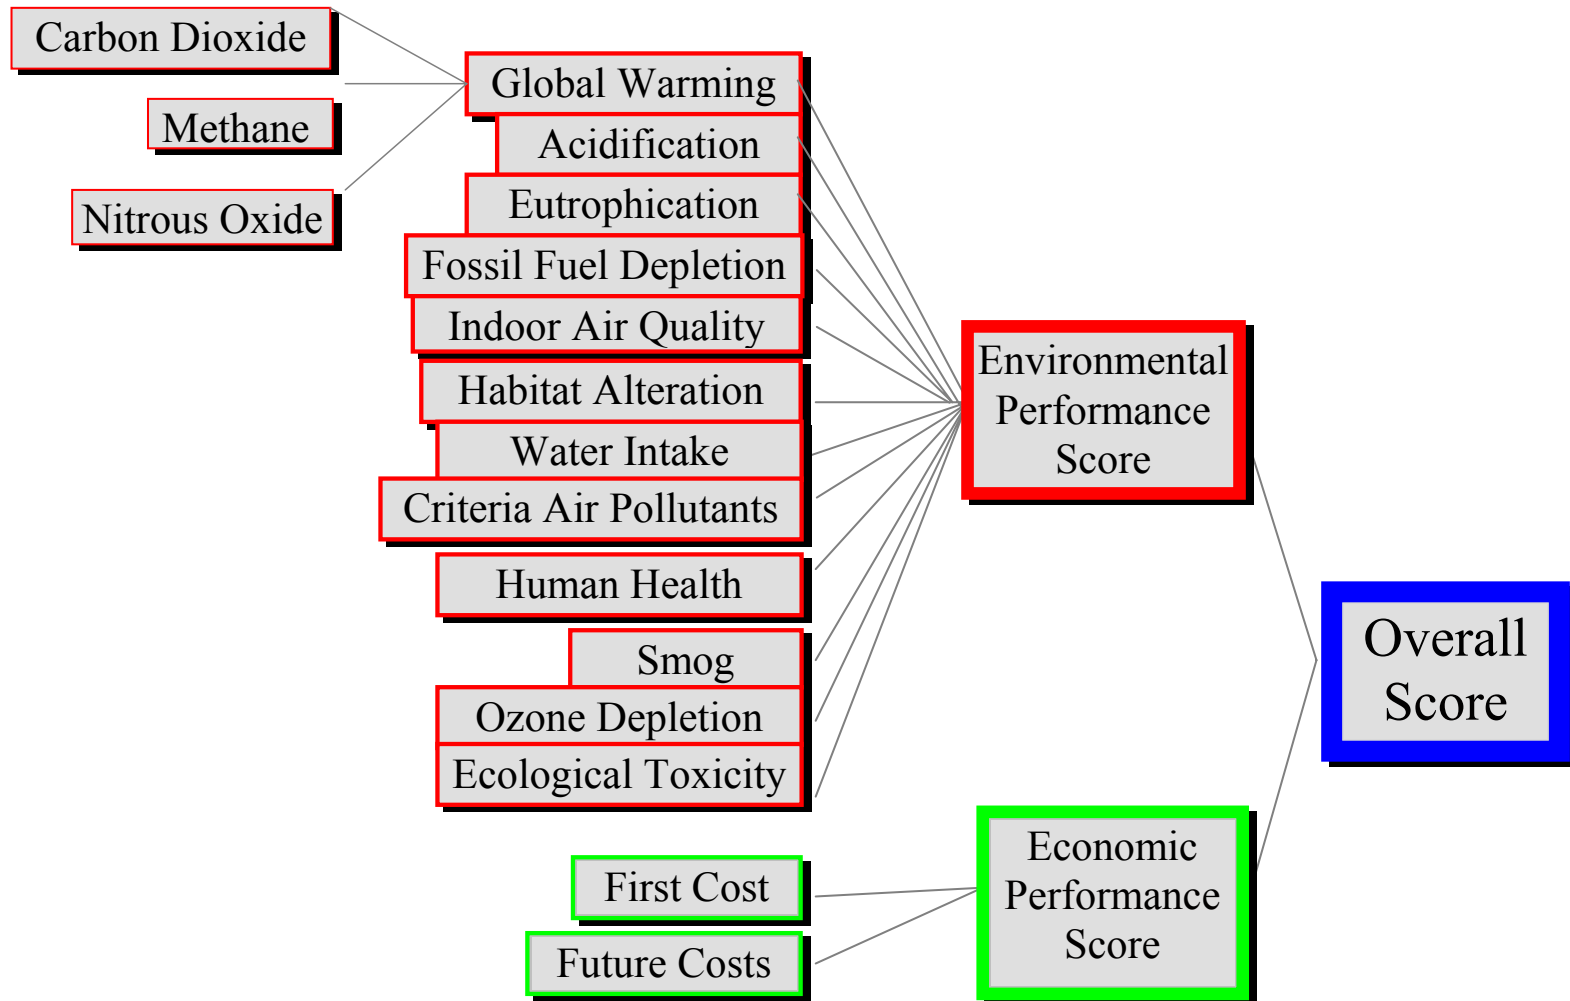 Carbon Dioxide
Methane
Nitrous Oxide
Global Warming
Acidification
Eutrophication
Fossil Fuel Depletion
Indoor Air Quality
Habitat Alteration
Water Intake
Criteria Air Pollutants
Human Health
Smog
Ozone Depletion
Ecological Toxicity
First Cost
Future Costs
Environmental
Performance
Score
Economic
Performance
Score
Overall
Score